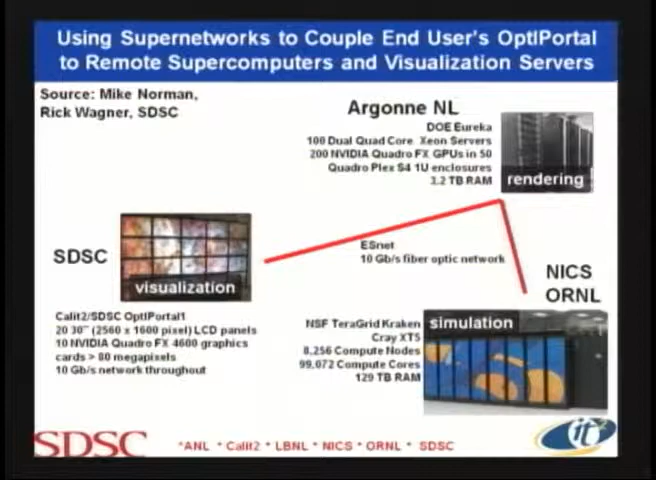 Using Supernetworks to Couple End User's OptIPortal
to Remote Supercomputers and Visualization Servers
Source: Mike Norman,
Rick Wagner, SDSC
Argonne NL
DOE Eureka
100 Dual Quad Core Xeon Servers
200 NVIDIA Quadro FX GPUs in 50
Quadro Plex S4 1U enclosures
3.2 TB RAM
rendering
SDSC
visualization
ESnet
10 Gb/s fiber optic network
NICS
ORNL
Calit2/SDSC OptIPortal1
20 30" (2560 x 1600 pixel) LCD panels
10 NVIDIA Quadro FX 4600 graphics
cards > 80 megapixels
10 Gb/s network throughout
NSF TeraGrid Kraken
Cray XT5
8,256 Compute Nodes
99,072 Compute Cores
129 TB RAM
simulation
SDSC
*ANL * Calit2 * LBNL * NICS * ORNL * SDSC
it2